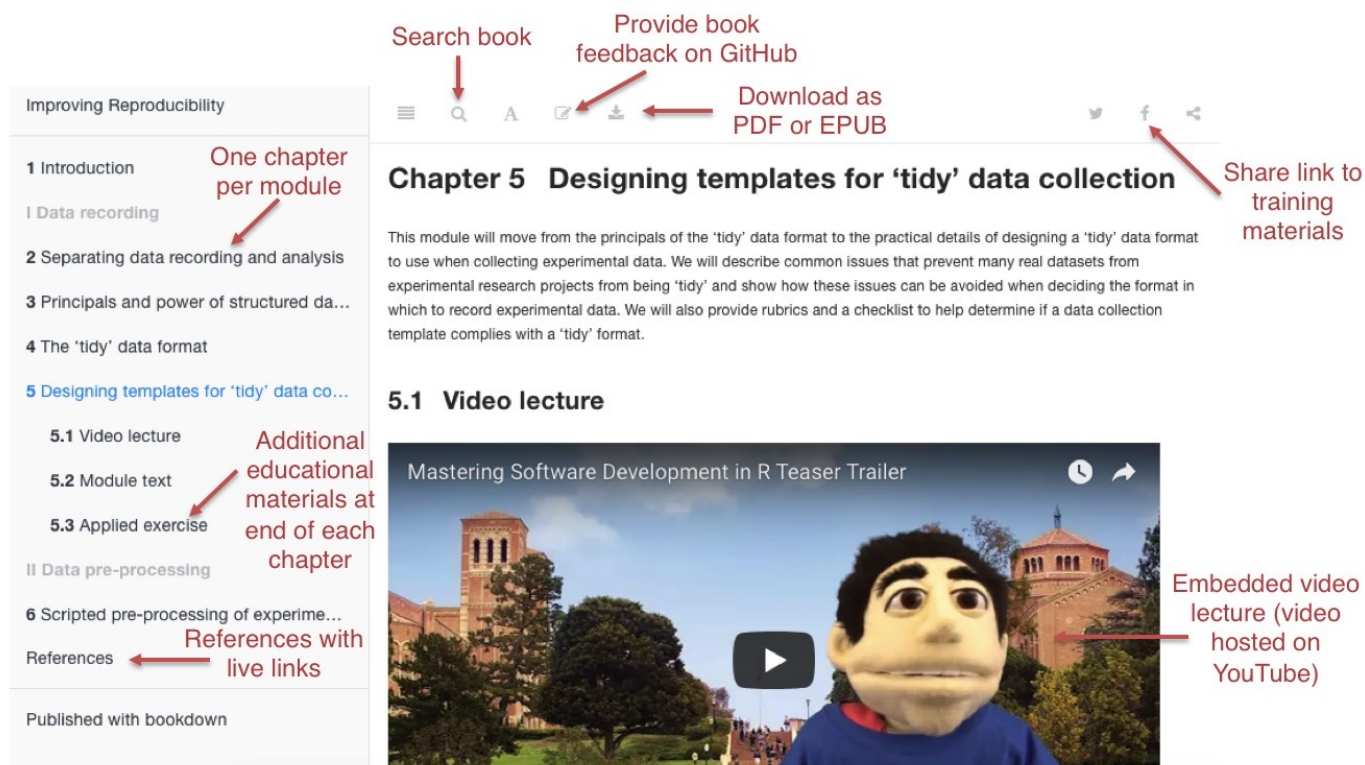 Search book
Provide book
feedback on GitHub
Download as
PDF or EPUB
Share link to
training
materials
Improving Reproducibility
1 Introduction
One chapter
per module
I Data recording
2 Separating data recording and analysis
3 Principals and power of structured da...
4 The ‘tidy’ data format
5 Designing templates for ‘tidy’ data co...
5.1 Video lecture
5.2 Module text
5.3 Applied exercise
Additional
educational
materials at
end of each
chapter
II Data pre-processing
6 Scripted pre-processing of experime...
References
References with
live links
Published with bookdown
A
Chapter 5 Designing templates for ‘tidy’ data collection
This module will move from the principals of the ‘tidy’ data format to the practical details of designing a ‘tidy’ data format
to use when collecting experimental data. We will describe common issues that prevent many real datasets from
experimental research projects from being ‘tidy’ and show how these issues can be avoided when deciding the format in
which to record experimental data. We will also provide rubrics and a checklist to help determine if a data collection
template complies with a ‘tidy’ format.
5.1 Video lecture
Mastering Software Development in R Teaser Trailer
Embedded video
lecture (video
hosted on
YouTube)